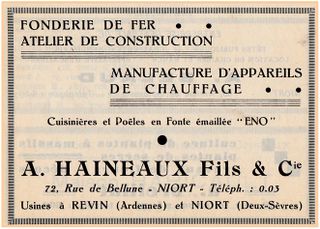 FONDERIE DE FER • •
ATELIER DE CONSTRUCTION
MANUFACTURE D'APPAREILS
DE CHAUFFAGE • •
Cuisinières et Poêles en Fonte émaillée "ENO"
A. HAINEAUX Fils & Cie
72, Rue de Bellune - NIORT - Téléph. : 0.03
Usines à REVIN (Ardennes) et NIORT (Deux-Sèvres)